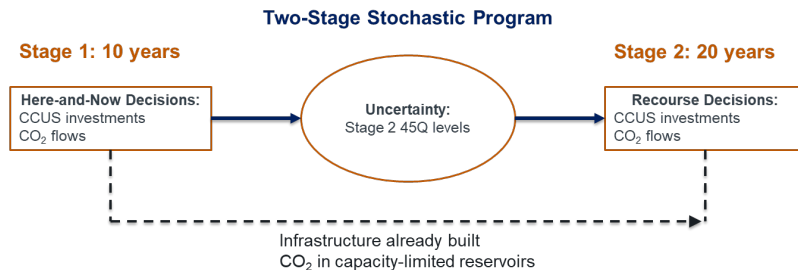 Two-Stage Stochastic Program
Stage 1: 10 years
Stage 2: 20 years
Here-and-Now Decisions:
CCUS investments
CO₂ flows
Uncertainty:
Stage 2 45Q levels
Recourse Decisions:
CCUS investments
CO₂ flows
Infrastructure already built
CO₂ in capacity-limited reservoirs